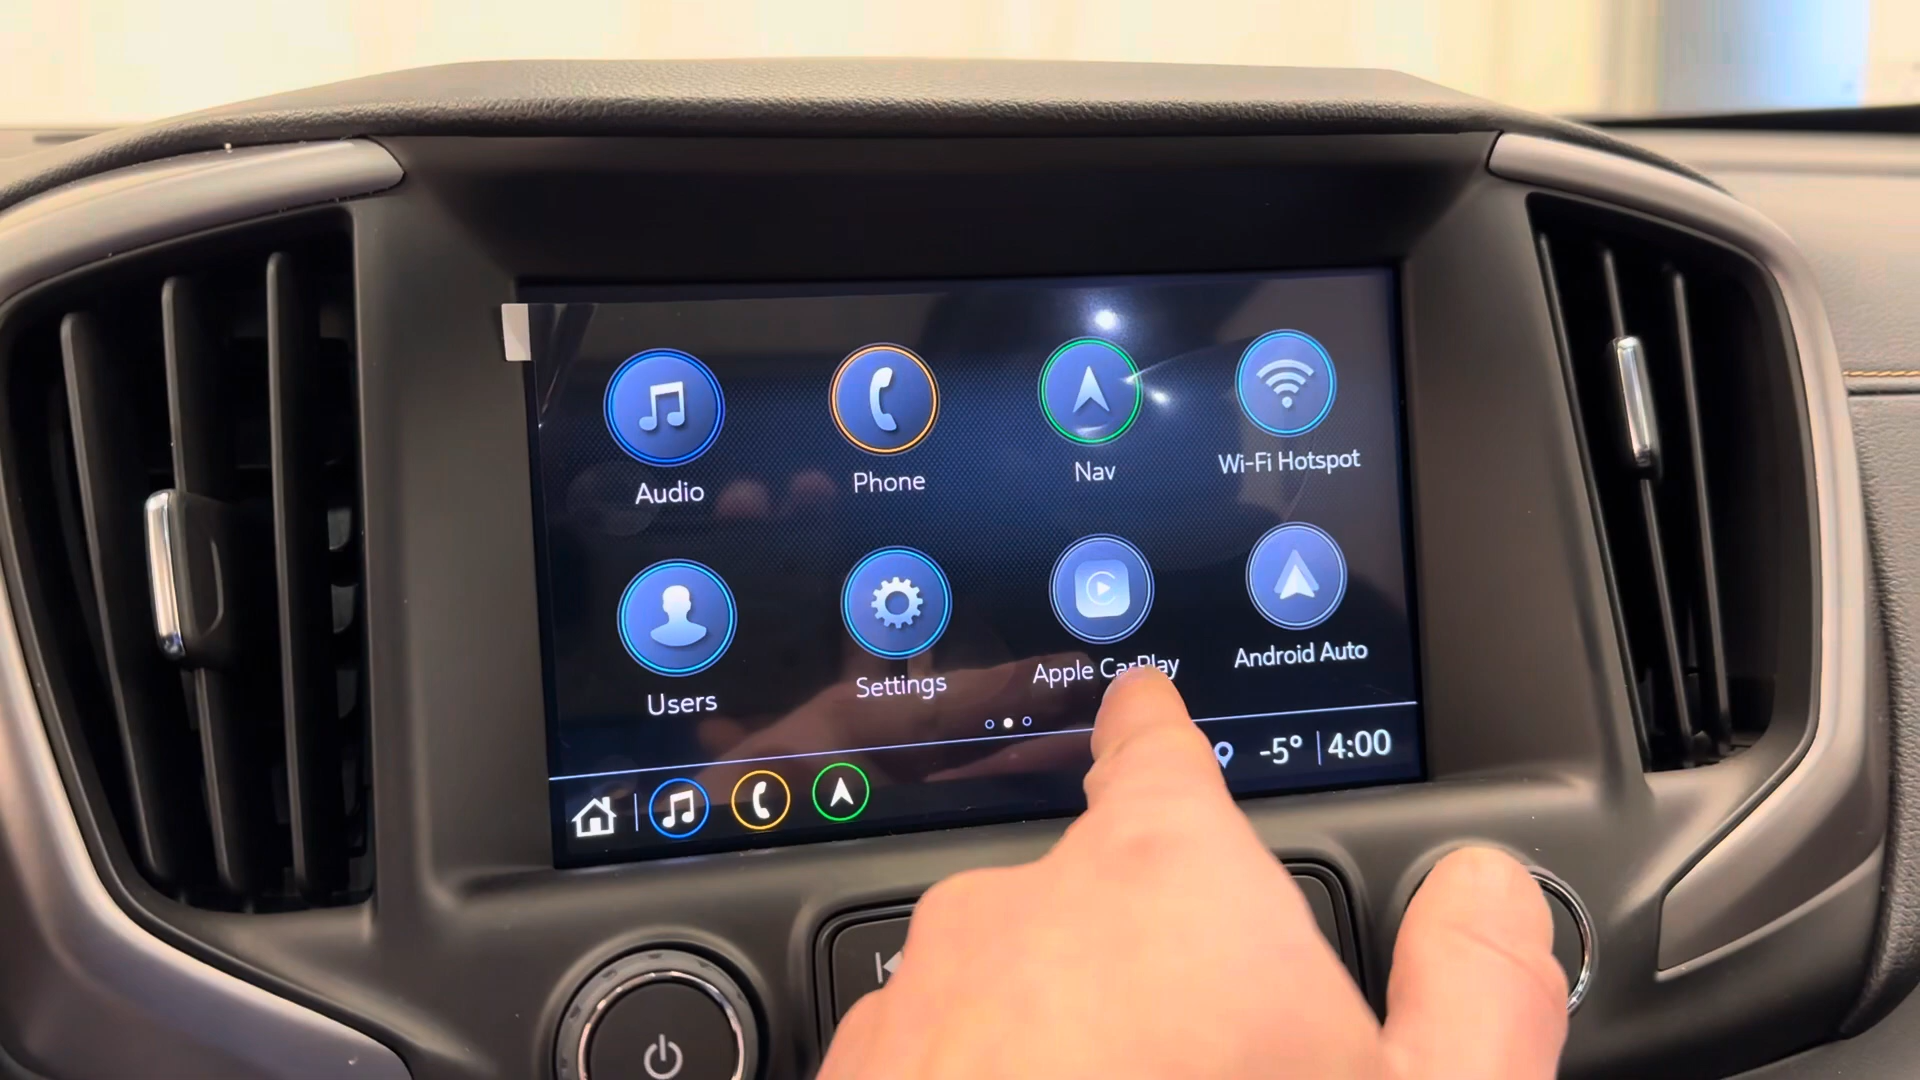 Audio
Phone
Nav
Wi-Fi Hotspot
Users
Settings
Apple CarPlay
Android Auto
-5° 4:00